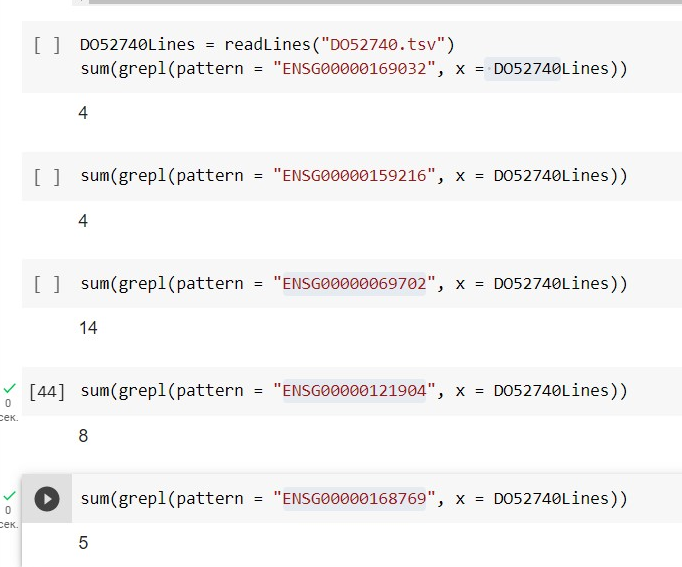 [ ] DO52740Lines = readLines("DO52740.tsv")
sum(grepl(pattern = "ENSG00000169032", x = DO52740Lines))
4
[ ] sum(grepl(pattern = "ENSG00000159216", x = DO52740Lines))
4
[ ] sum(grepl(pattern = "ENSG00000069702", x = DO52740Lines))
14
[44] sum(grepl(pattern = "ENSG00000121904", x = DO52740Lines))
0
сек.
8
sum(grepl(pattern = "ENSG00000168769", x = DO52740Lines))
0
сек.
5